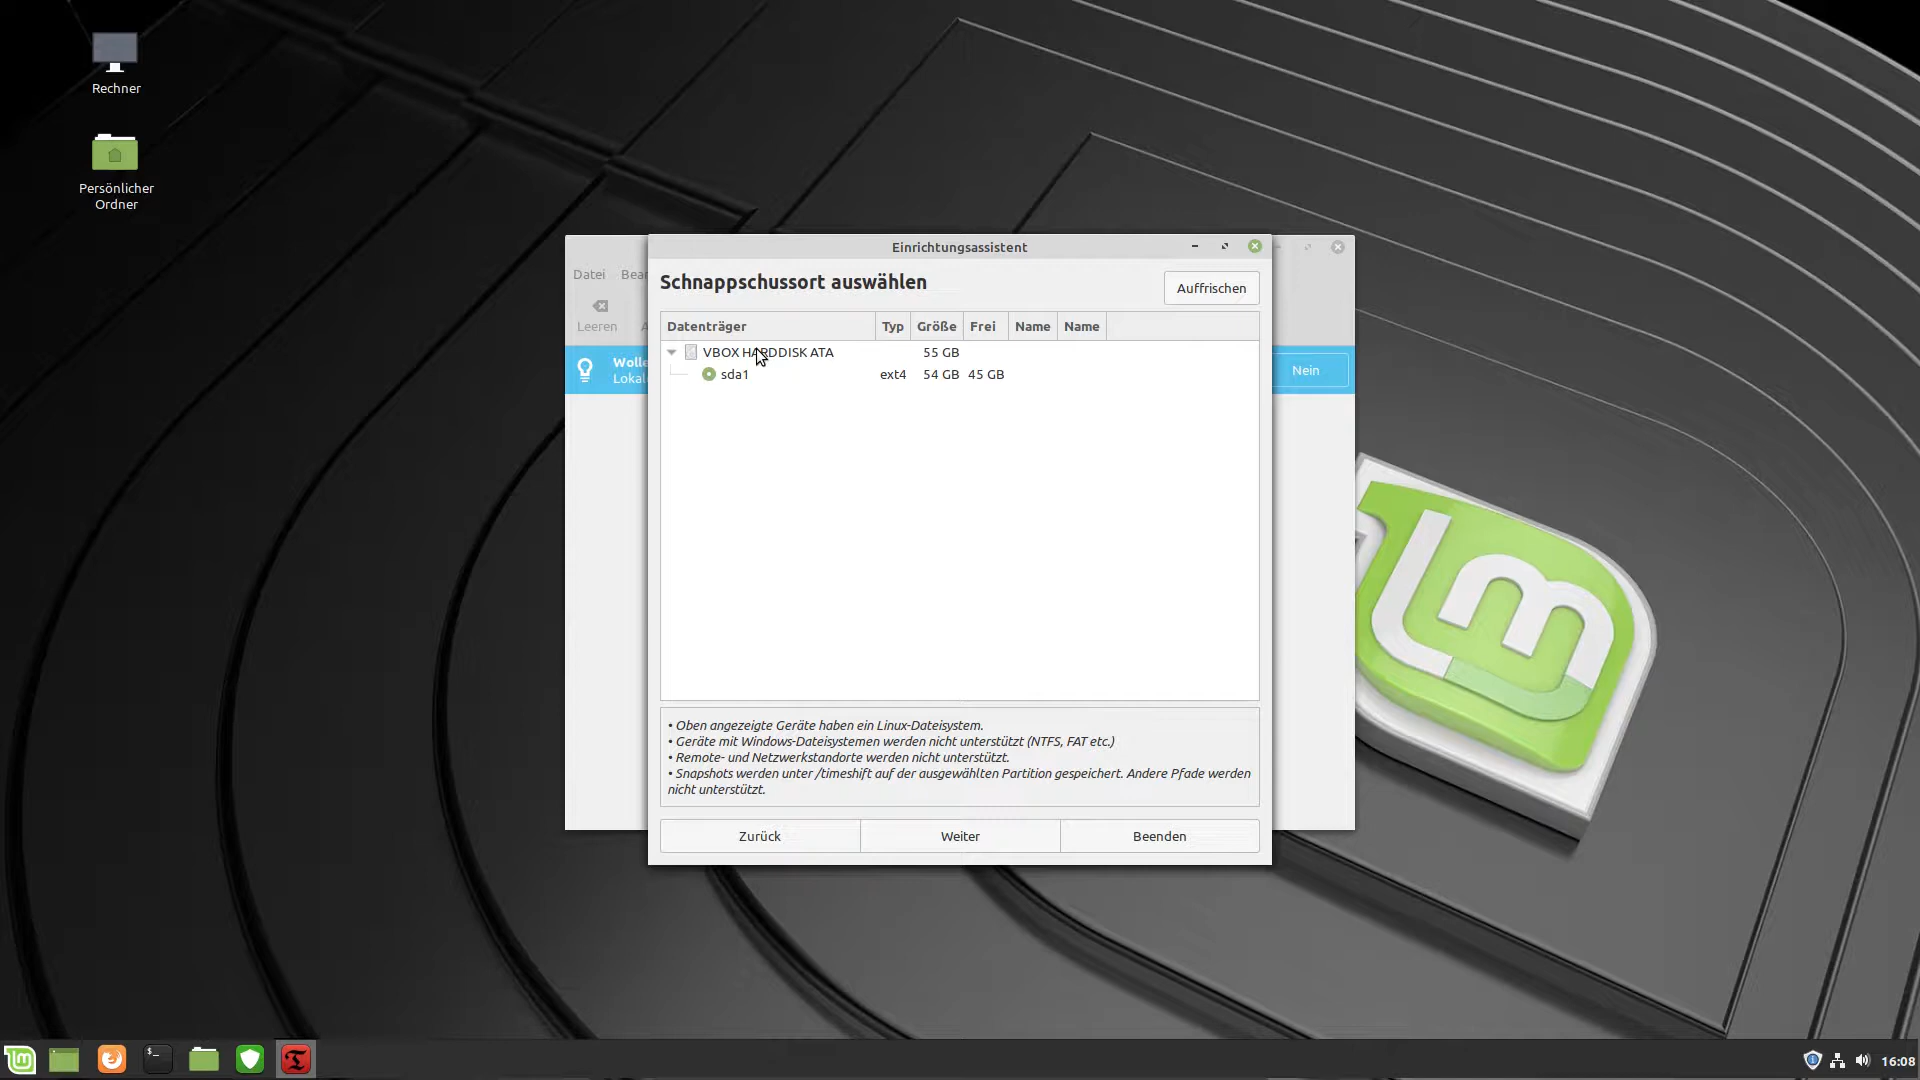 Rechner
Persönlicher
Ordner
Einrichtungsassistent
Datei Bear
Leeren
Wolle
Lokal
Nein
Schnappschussort auswählen
Auffrischen
Datenträger Typ Größe Frei Name Name
VBOX HARDDISK ATA 55 GB
sda1 ext4 54 GB 45 GB
• Oben angezeigte Geräte haben ein Linux-Dateisystem.
• Geräte mit Windows-Dateisystemen werden nicht unterstützt (NTFS, FAT etc.)
• Remote- und Netzwerkstandorte werden nicht unterstützt.
• Snapshots werden unter /timeshift auf der ausgewählten Partition gespeichert. Andere Pfade werden
nicht unterstützt.
Zurück Weiter Beenden
16:08